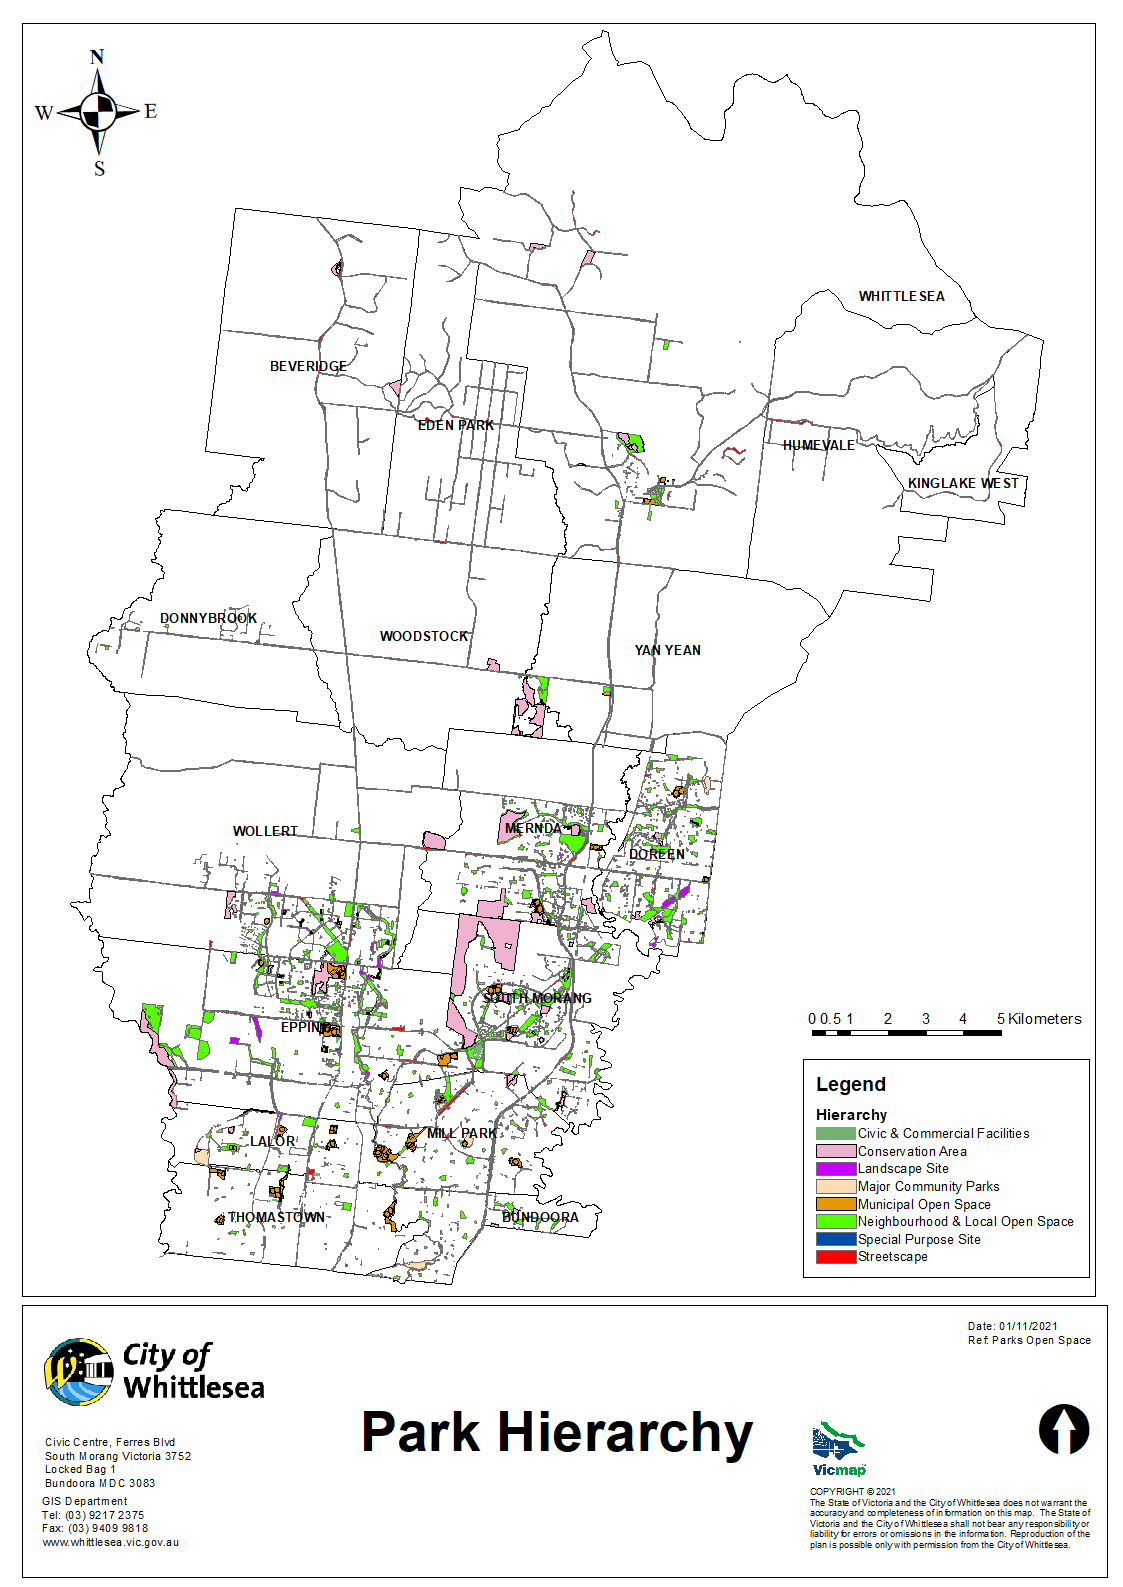 N
W
E
S
WHITTLESEA
BEVERIDGE
EDEN PARK
HUMEVALE
KINGLAKE WEST
DONNYBROOK
WOODSTOCK
YAN YEAN
WOLLERT
MERNDA
DOREEN
SOUTH MORANG
EPPING
LALOR
MILL PARK
THOMASTOWN
BUNDOORA
0 0.5 1 2 3 4 5 Kilometers
Legend
Hierarchy
Civic & Commercial Facilities
Conservation Area
Landscape Site
Major Community Parks
Municipal Open Space
Neighbourhood & Local Open Space
Special Purpose Site
Streetscape
Date: 01/11/2021
Ref: Parks Open Space
W
City of
Whittlesea
Park Hierarchy
Civic Centre, Ferres Blvd
South Morang Victoria 3752
Locked Bag 1
Bundoora MDC 3083
GIS Department
Tel: (03) 9217 2375
Fax: (03) 9409 9818
www.whittlesea.vic.gov.au
Vicmap
COPYRIGHT © 2021
The State of Victoria and the City of Whittlesea does not warrant the
accuracy and completeness of information on this map. The State of
Victoria and the City of Whittlesea shall not bear any responsibility or
liability for errors or omissions in the information. Reproduction of the
plan is possible only with permission from the City of Whittlesea.